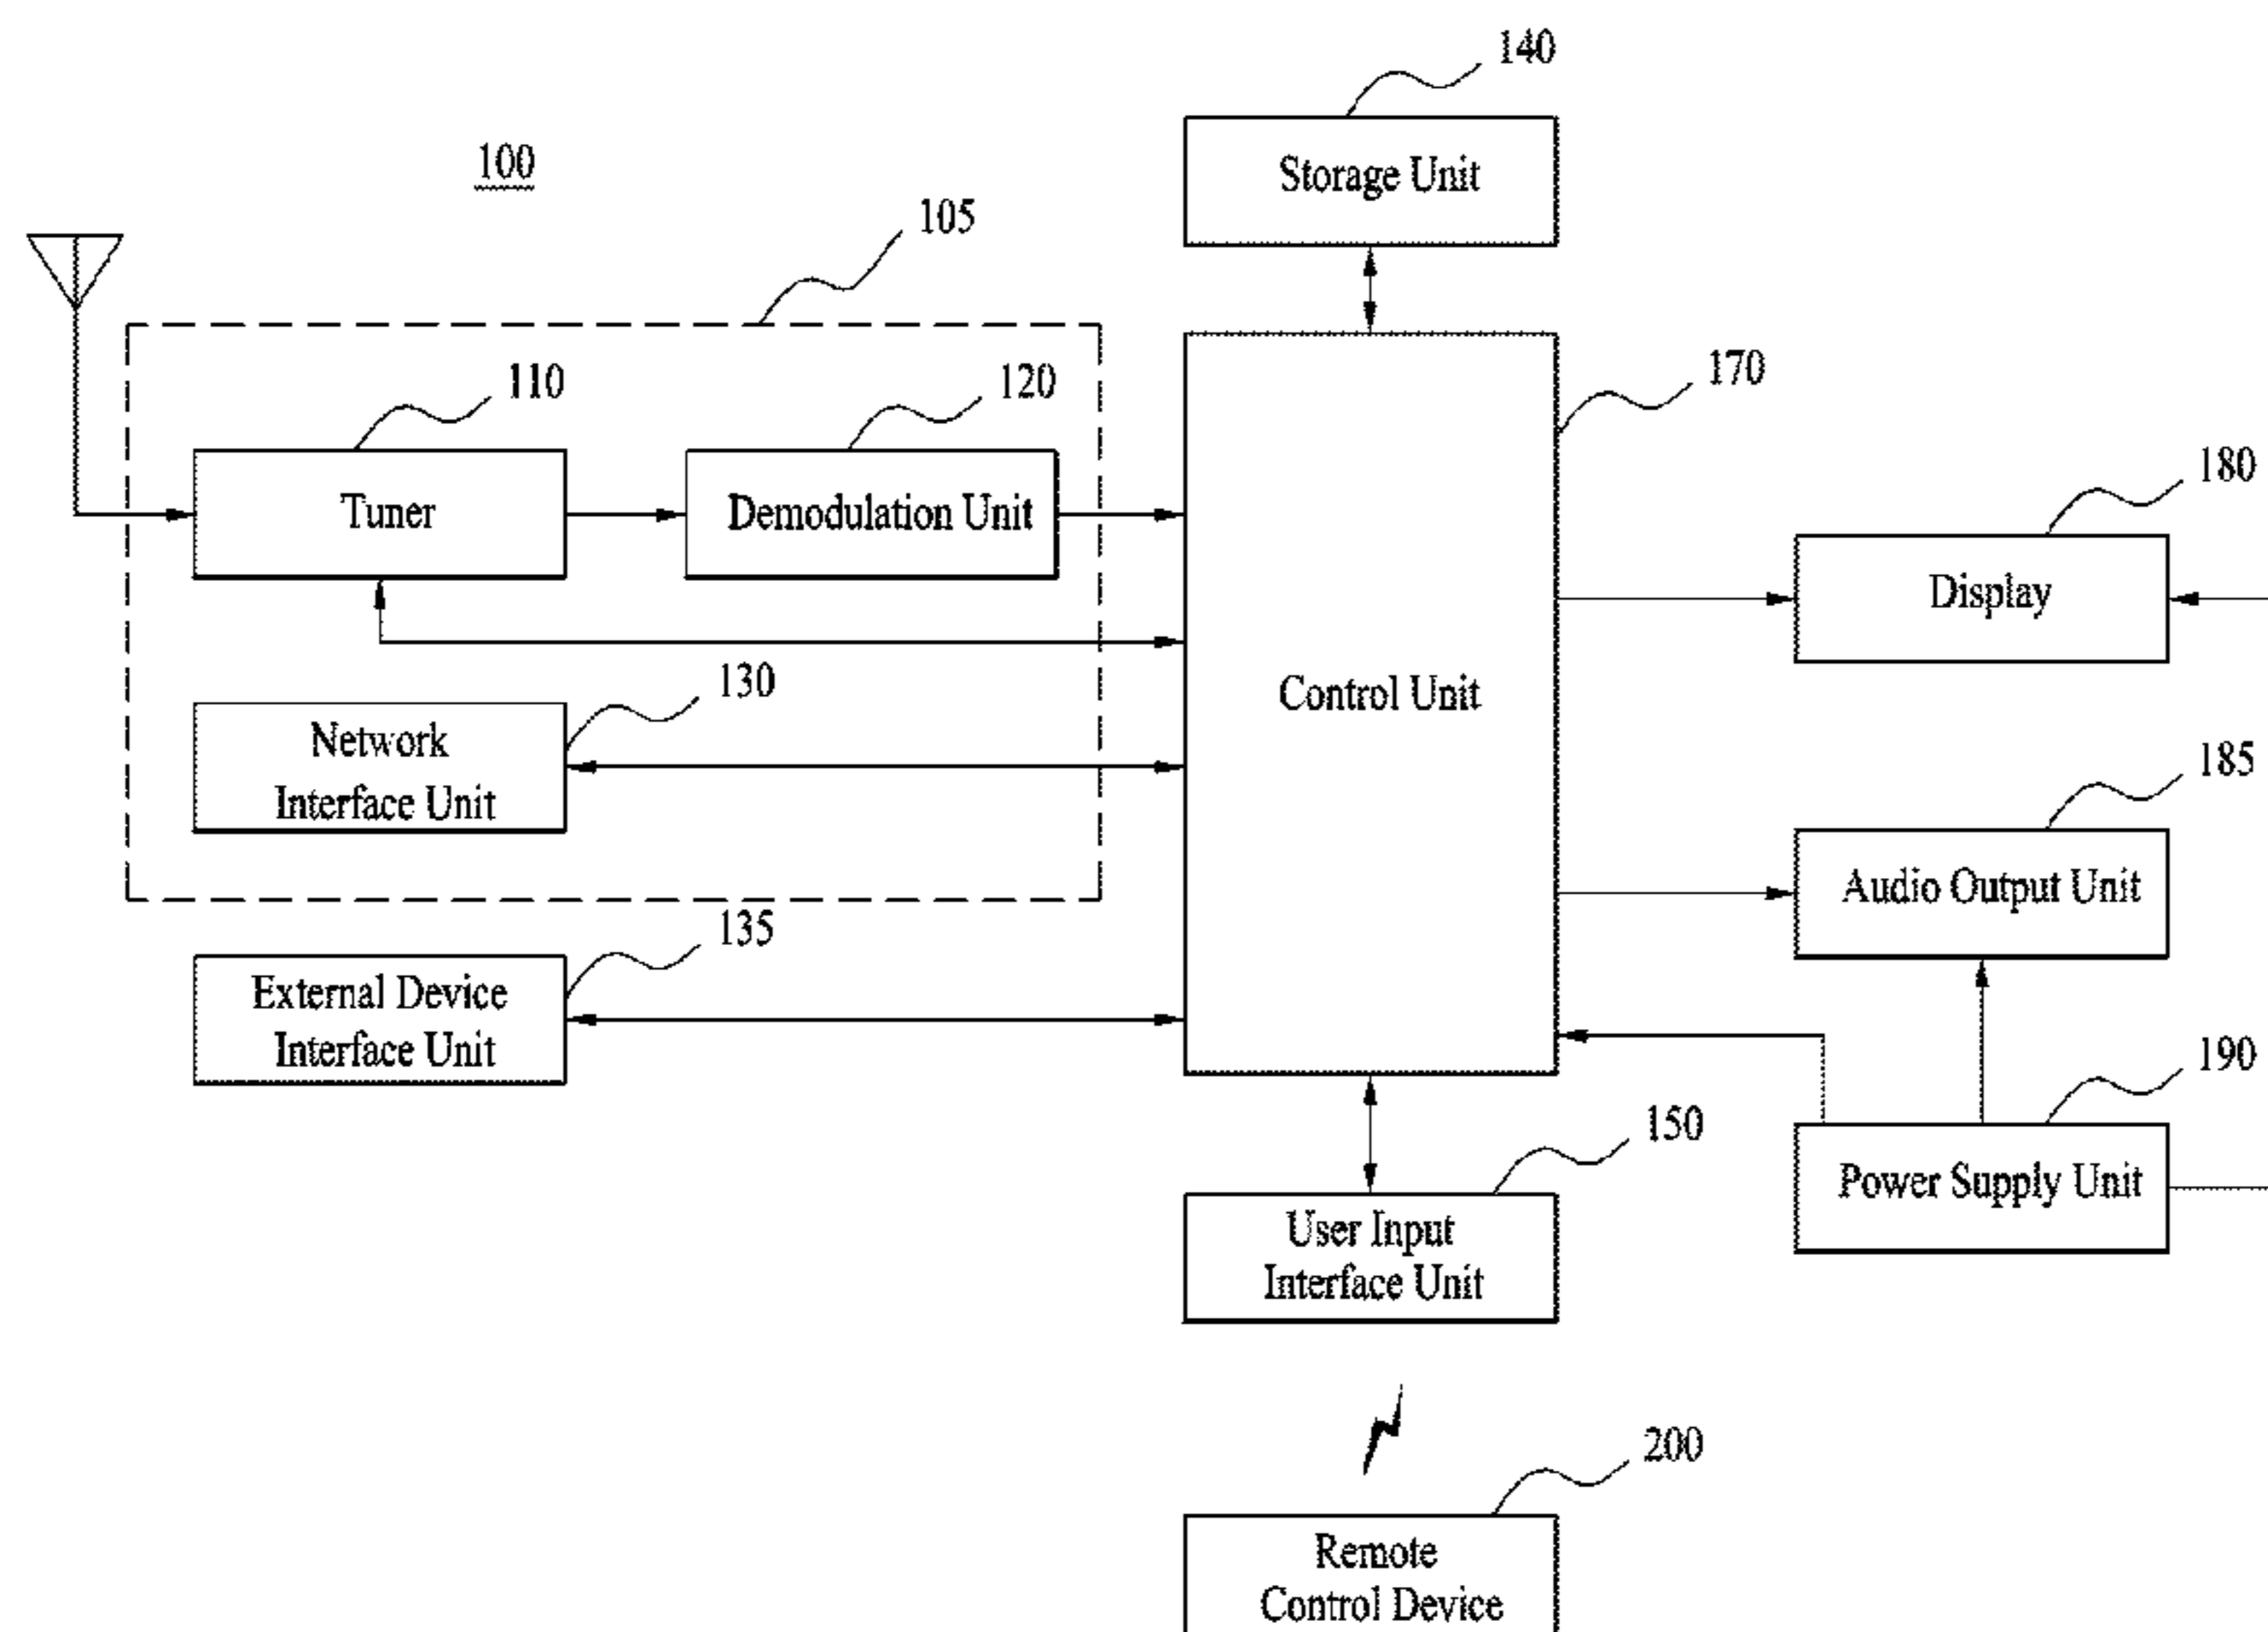 140
Storage Unit
100
105
110
120
170
Tuner
Demodulation Unit
180
Display
Control Unit
130
Network
Interface Unit
185
Audio Output Unit
135
External Device
Interface Unit
190
Power Supply Unit
150
User Input
Interface Unit
200
Remote
Control Device